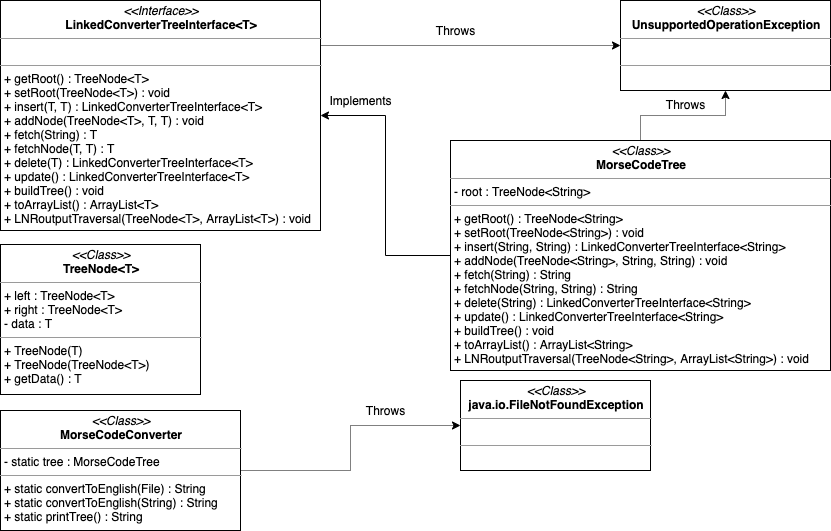 <<Interface>>
LinkedConverterTreeInterface<T>
+ getRoot() : TreeNode<T>
+ setRoot(TreeNode<T>) : void
+ insert(T, T) : LinkedConverterTreeInterface<T>
+ addNode(TreeNode<T>, T, T) : void
+ fetch(String) : T
+ fetchNode(T, T) : T
+ delete(T) : LinkedConverterTreeInterface<T>
+ update() : LinkedConverterTreeInterface<T>
+ buildTree() : void
+ toArrayList() : ArrayList<T>
+ LNRoutputTraversal(TreeNode<T>, ArrayList<T>) : void
Throws
<<Class>>
UnsupportedOperationException
Implements
Throws
<<Class>>
MorseCodeTree
- root : TreeNode<String>
+ getRoot() : TreeNode<String>
+ setRoot(TreeNode<String>) : void
+ insert(String, String) : LinkedConverterTreeInterface<String>
+ addNode(TreeNode<String>, String, String) : void
+ fetch(String) : String
+ fetchNode(String, String) : String
+ delete(String) : LinkedConverterTreeInterface<String>
+ update() : LinkedConverterTreeInterface<String>
+ buildTree() : void
+ toArrayList() : ArrayList<String>
+ LNRoutputTraversal(TreeNode<String>, ArrayList<String>) : void
<<Class>>
TreeNode<T>
+ left : TreeNode<T>
+ right : TreeNode<T>
- data : T
+ TreeNode(T)
+ TreeNode(TreeNode<T>)
+ getData() : T
<<Class>>
MorseCodeConverter
- static tree : MorseCodeTree
+ static convertToEnglish(File) : String
+ static convertToEnglish(String) : String
+ static printTree() : String
Throws
<<Class>>
java.io.FileNotFoundException